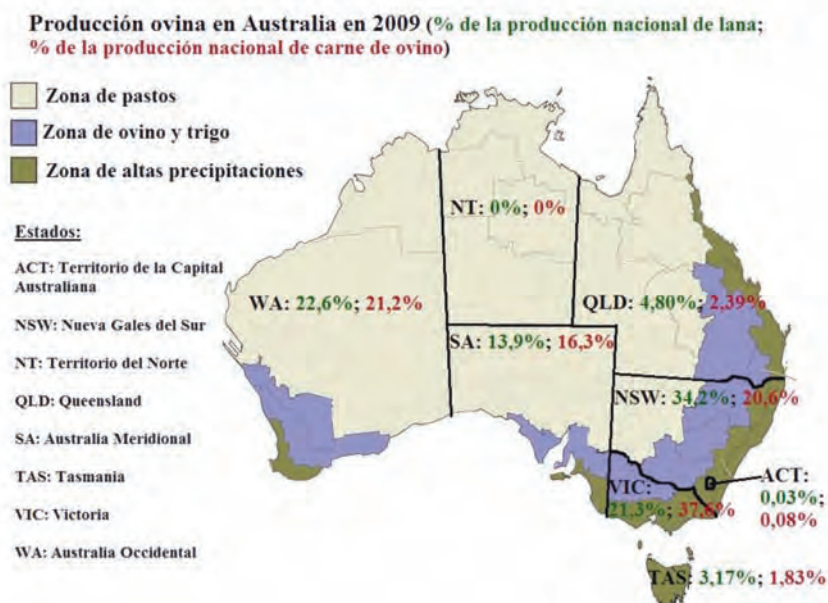 Producción ovina en Australia en 2009 (% de la producción nacional de lana;
% de la producción nacional de carne de ovino)
Zona de pastos
Zona de ovino y trigo
Zona de altas precipitaciones
Estados:
ACT: Territorio de la Capital
Australiana
NSW: Nueva Gales del Sur
NT: Territorio del Norte
QLD: Queensland
SA: Australia Meridional
TAS: Tasmania
VIC: Victoria
WA: Australia Occidental
NT: 0%; 0%
WA: 22,6%; 21,2%
QLD: 4,80%; 2,39%
SA: 13,9%; 16,3%
NSW: 34,2%; 20,6%
VIC:
21,3%; 37,6%
ACT:
0,03%;
0,08%
TAS: 3,17%; 1,83%